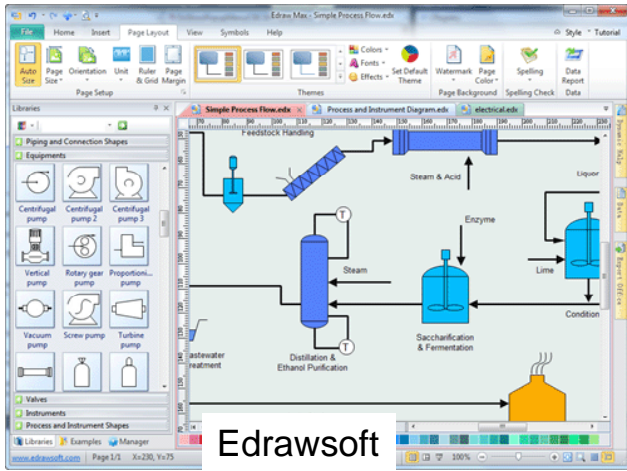 Edraw Max - Simple Process Flow.edx
File Home Insert Page Layout View Symbols Help Style Tutorial
Auto Size
Page Size
Orientation
Unit
Ruler & Grid
Page Margin
Colors
Fonts
Effects
Set Default Theme
Watermark
Page Color
Spelling
Data Report
Page Setup Themes Page Background Spelling Check Data
Libraries
Simple Process Flow.edx Process and Instrument Diagram.edx electrical.edx
Piping and Connection Shapes
Equipments
Centrifugal pump
Centrifugal pump 2
Centrifugal pump 3
Vertical pump
Rotary gear pump
Proportioni... pump
Vacuum pump
Screw pump
Turbine pump
Valves
Instruments
Process and Instrument Shapes
Libraries Examples Manager
Feedstock Handling
Steam & Acid
Liquor
Enzyme
T
Steam
Lime
Condition
Saccharification
& Fermentation
T
Distillation &
Ethanol Purification
astewater
reatment
Dynamic Help
Data
Export Office
Edrawsoft
www.edrawsoft.com Page 1/1 X=230, Y=75 100%